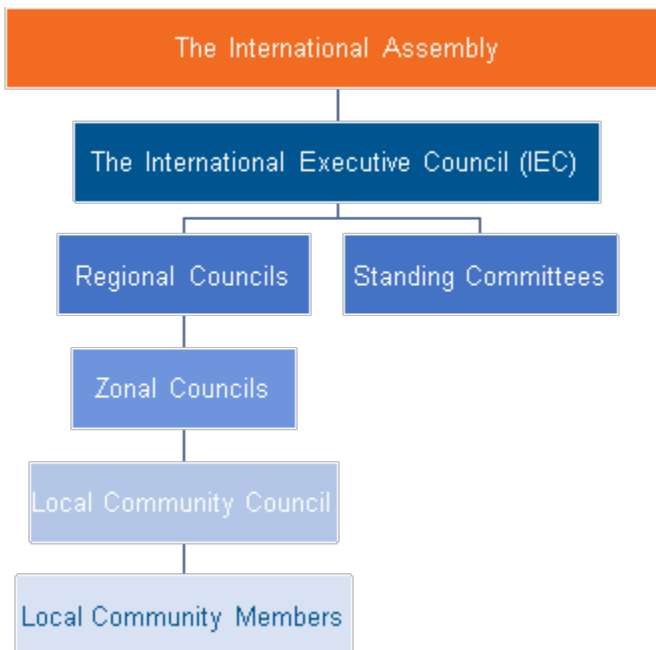 The International Assembly
The International Executive Council (IEC)
Regional Councils
Standing Committees
Zonal Councils
Local Community Council
Local Community Members